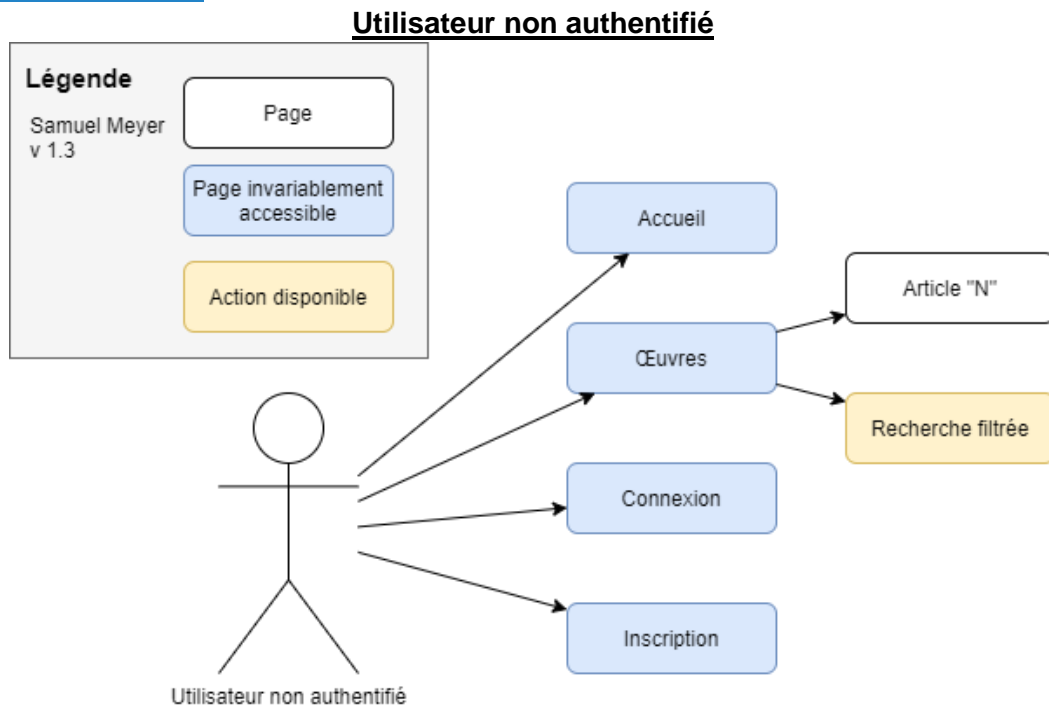 Utilisateur non authentifié
Légende
Samuel Meyer
v 1.3
Page
Page invariablement
accessible
Action disponible
Accueil
Œuvres
Article "N"
Recherche filtrée
Connexion
Inscription
Utilisateur non authentifié